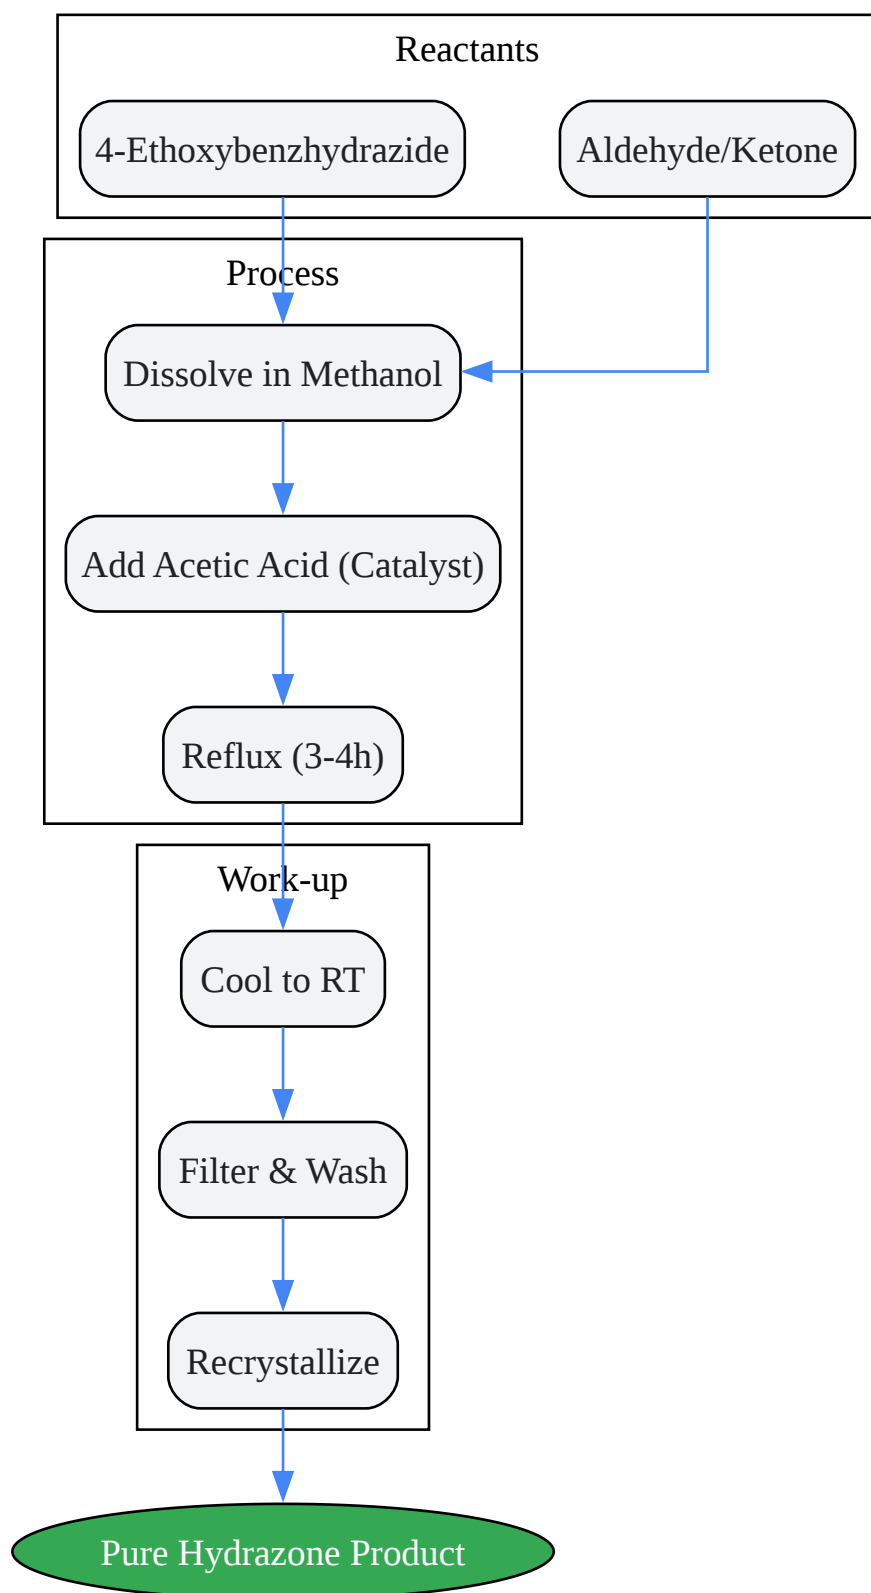 Reactants
4-Ethoxybenzhydrazide
Aldehyde/Ketone
Process
Dissolve in Methanol
Add Acetic Acid (Catalyst)
Reflux (3-4h)
Work-up
Cool to RT
Filter & Wash
Recrystallize
Pure Hydrazone Product